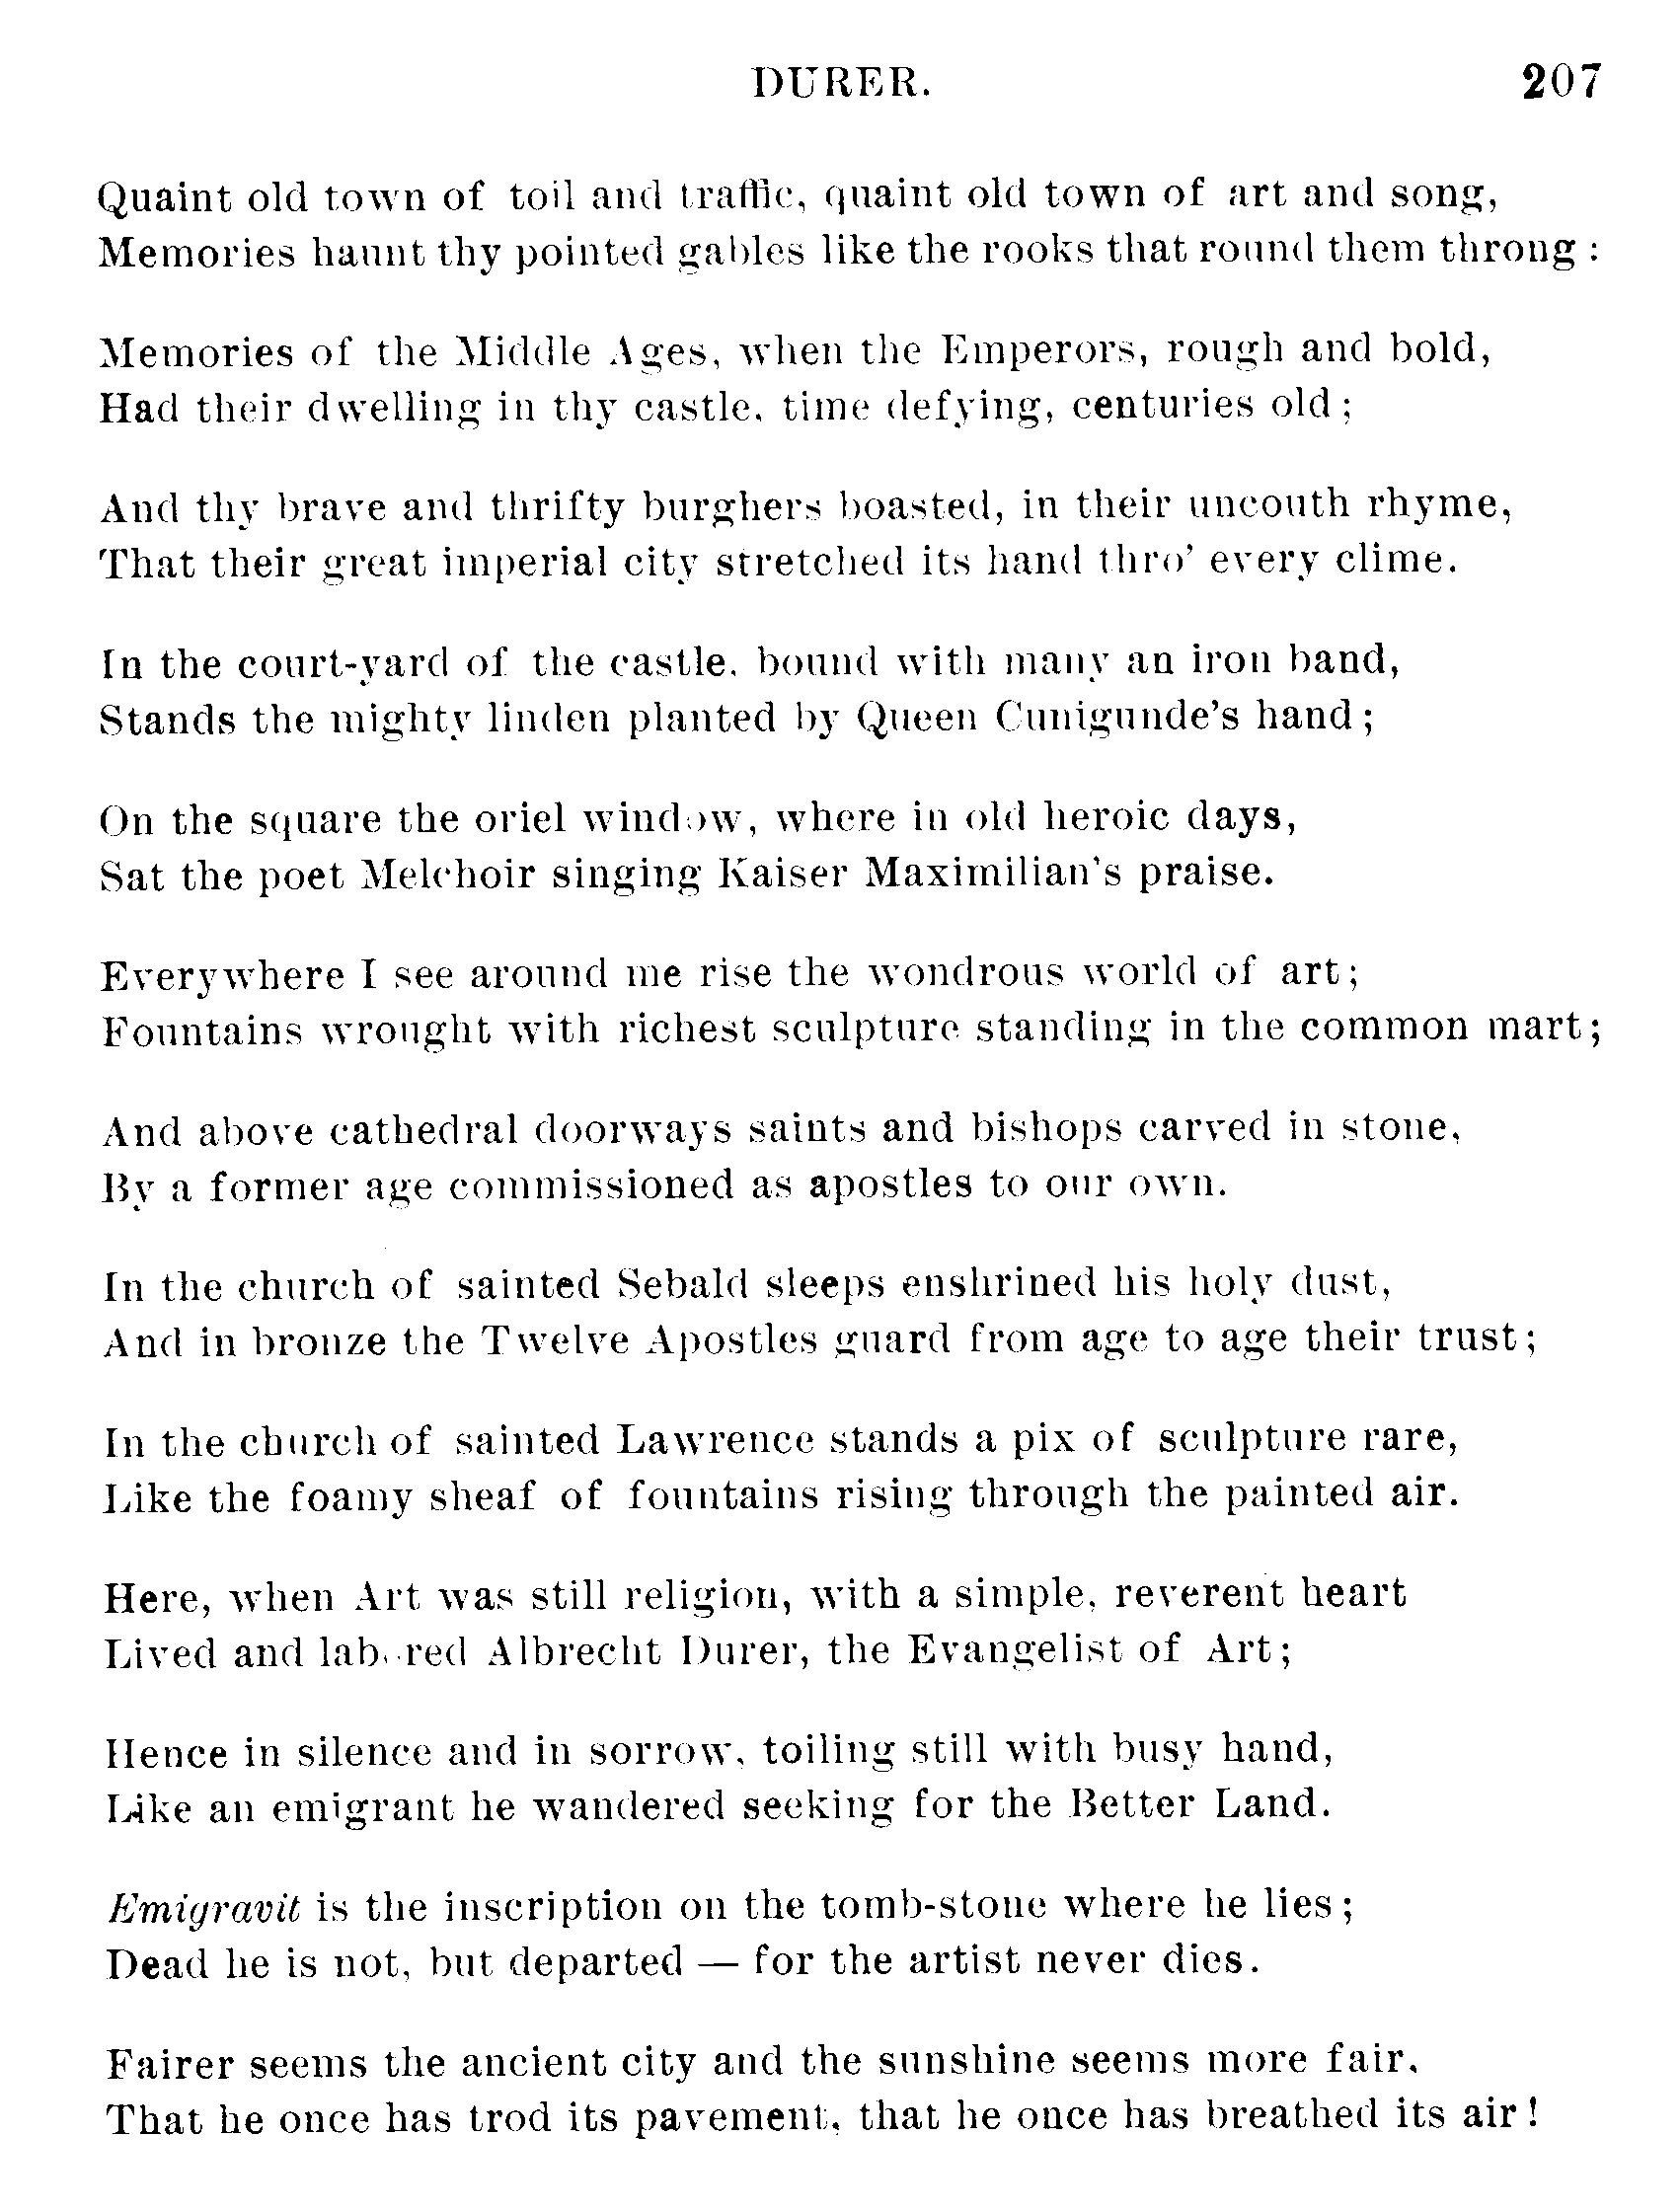 DURER.
207
Quaint old town of toil and traffic, quaint old town of art and song,
Memories haunt thy pointed gables like the rooks that round them throng :
Memories of the Middle Ages, when the Emperors, rough and bold,
Had their dwelling in thy castle, time defying, centuries old ;
And thy brave and thrifty burghers boasted, in their uncouth rhyme,
That their great imperial city stretched its hand thro' every clime.
In the court-yard of the castle, bound with many an iron band,
Stands the mighty linden planted by Queen Cunigunde's hand ;
On the square the oriel window, where in old heroic days,
Sat the poet Melchoir singing Kaiser Maximilian's praise.
Everywhere I see around me rise the wondrous world of art ;
Fountains wrought with richest sculpture standing in the common mart ;
And above cathedral doorways saints and bishops carved in stone,
By a former age commissioned as apostles to our own.
In the church of sainted Sebald sleeps enshrined his holy dust,
And in bronze the Twelve Apostles guard from age to age their trust ;
In the church of sainted Lawrence stands a pix of sculpture rare,
Like the foamy sheaf of fountains rising through the painted air.
Here, when Art was still religion, with a simple, reverent heart
Lived and labored Albrecht Durer, the Evangelist of Art ;
Hence in silence and in sorrow, toiling still with busy hand,
Like an emigrant he wandered seeking for the Better Land.
Emigravit is the inscription on the tomb-stone where he lies ;
Dead he is not, but departed — for the artist never dies.
Fairer seems the ancient city and the sunshine seems more fair,
That he once has trod its pavement, that he once has breathed its air !